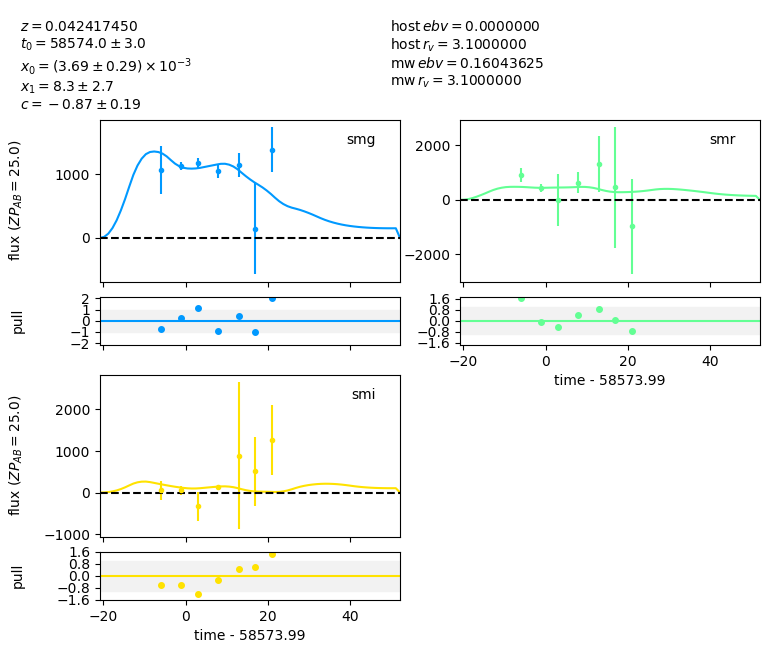 z = 0.042417450
t₀ = 58574.0 ± 3.0
x₀ = (3.69 ± 0.29) × 10⁻³
x₁ = 8.3 ± 2.7
c = −0.87 ± 0.19
host ebv = 0.0000000
host r_v = 3.1000000
mw ebv = 0.16043625
mw r_v = 3.1000000
smg
flux (ZP_AB = 25.0)
1000
0
smr
2000
0
−2000
pull
2
1
0
−1
−2
1.6
0.8
0.0
−0.8
−1.6
−20
0
20
40
time - 58573.99
smi
flux (ZP_AB = 25.0)
2000
1000
0
−1000
pull
1.6
0.8
0.0
−0.8
−1.6
−20
0
20
40
time - 58573.99